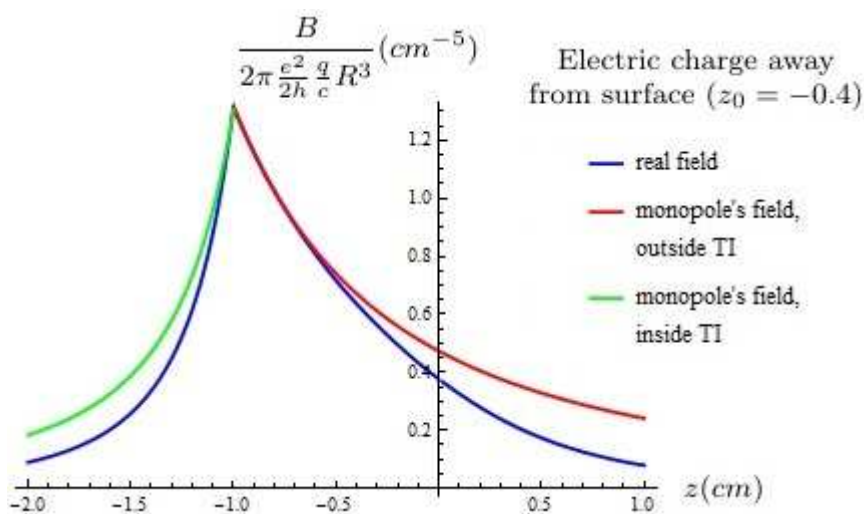 B
2π e²/2h q/c R³ (cm⁻⁵)
Electric charge away
from surface (z₀ = −0.4)
real field
monopole's field,
outside TI
monopole's field,
inside TI
1.2
1.0
0.8
0.6
0.4
0.2
−2.0 −1.5 −1.0 −0.5 0.5 1.0 z(cm)